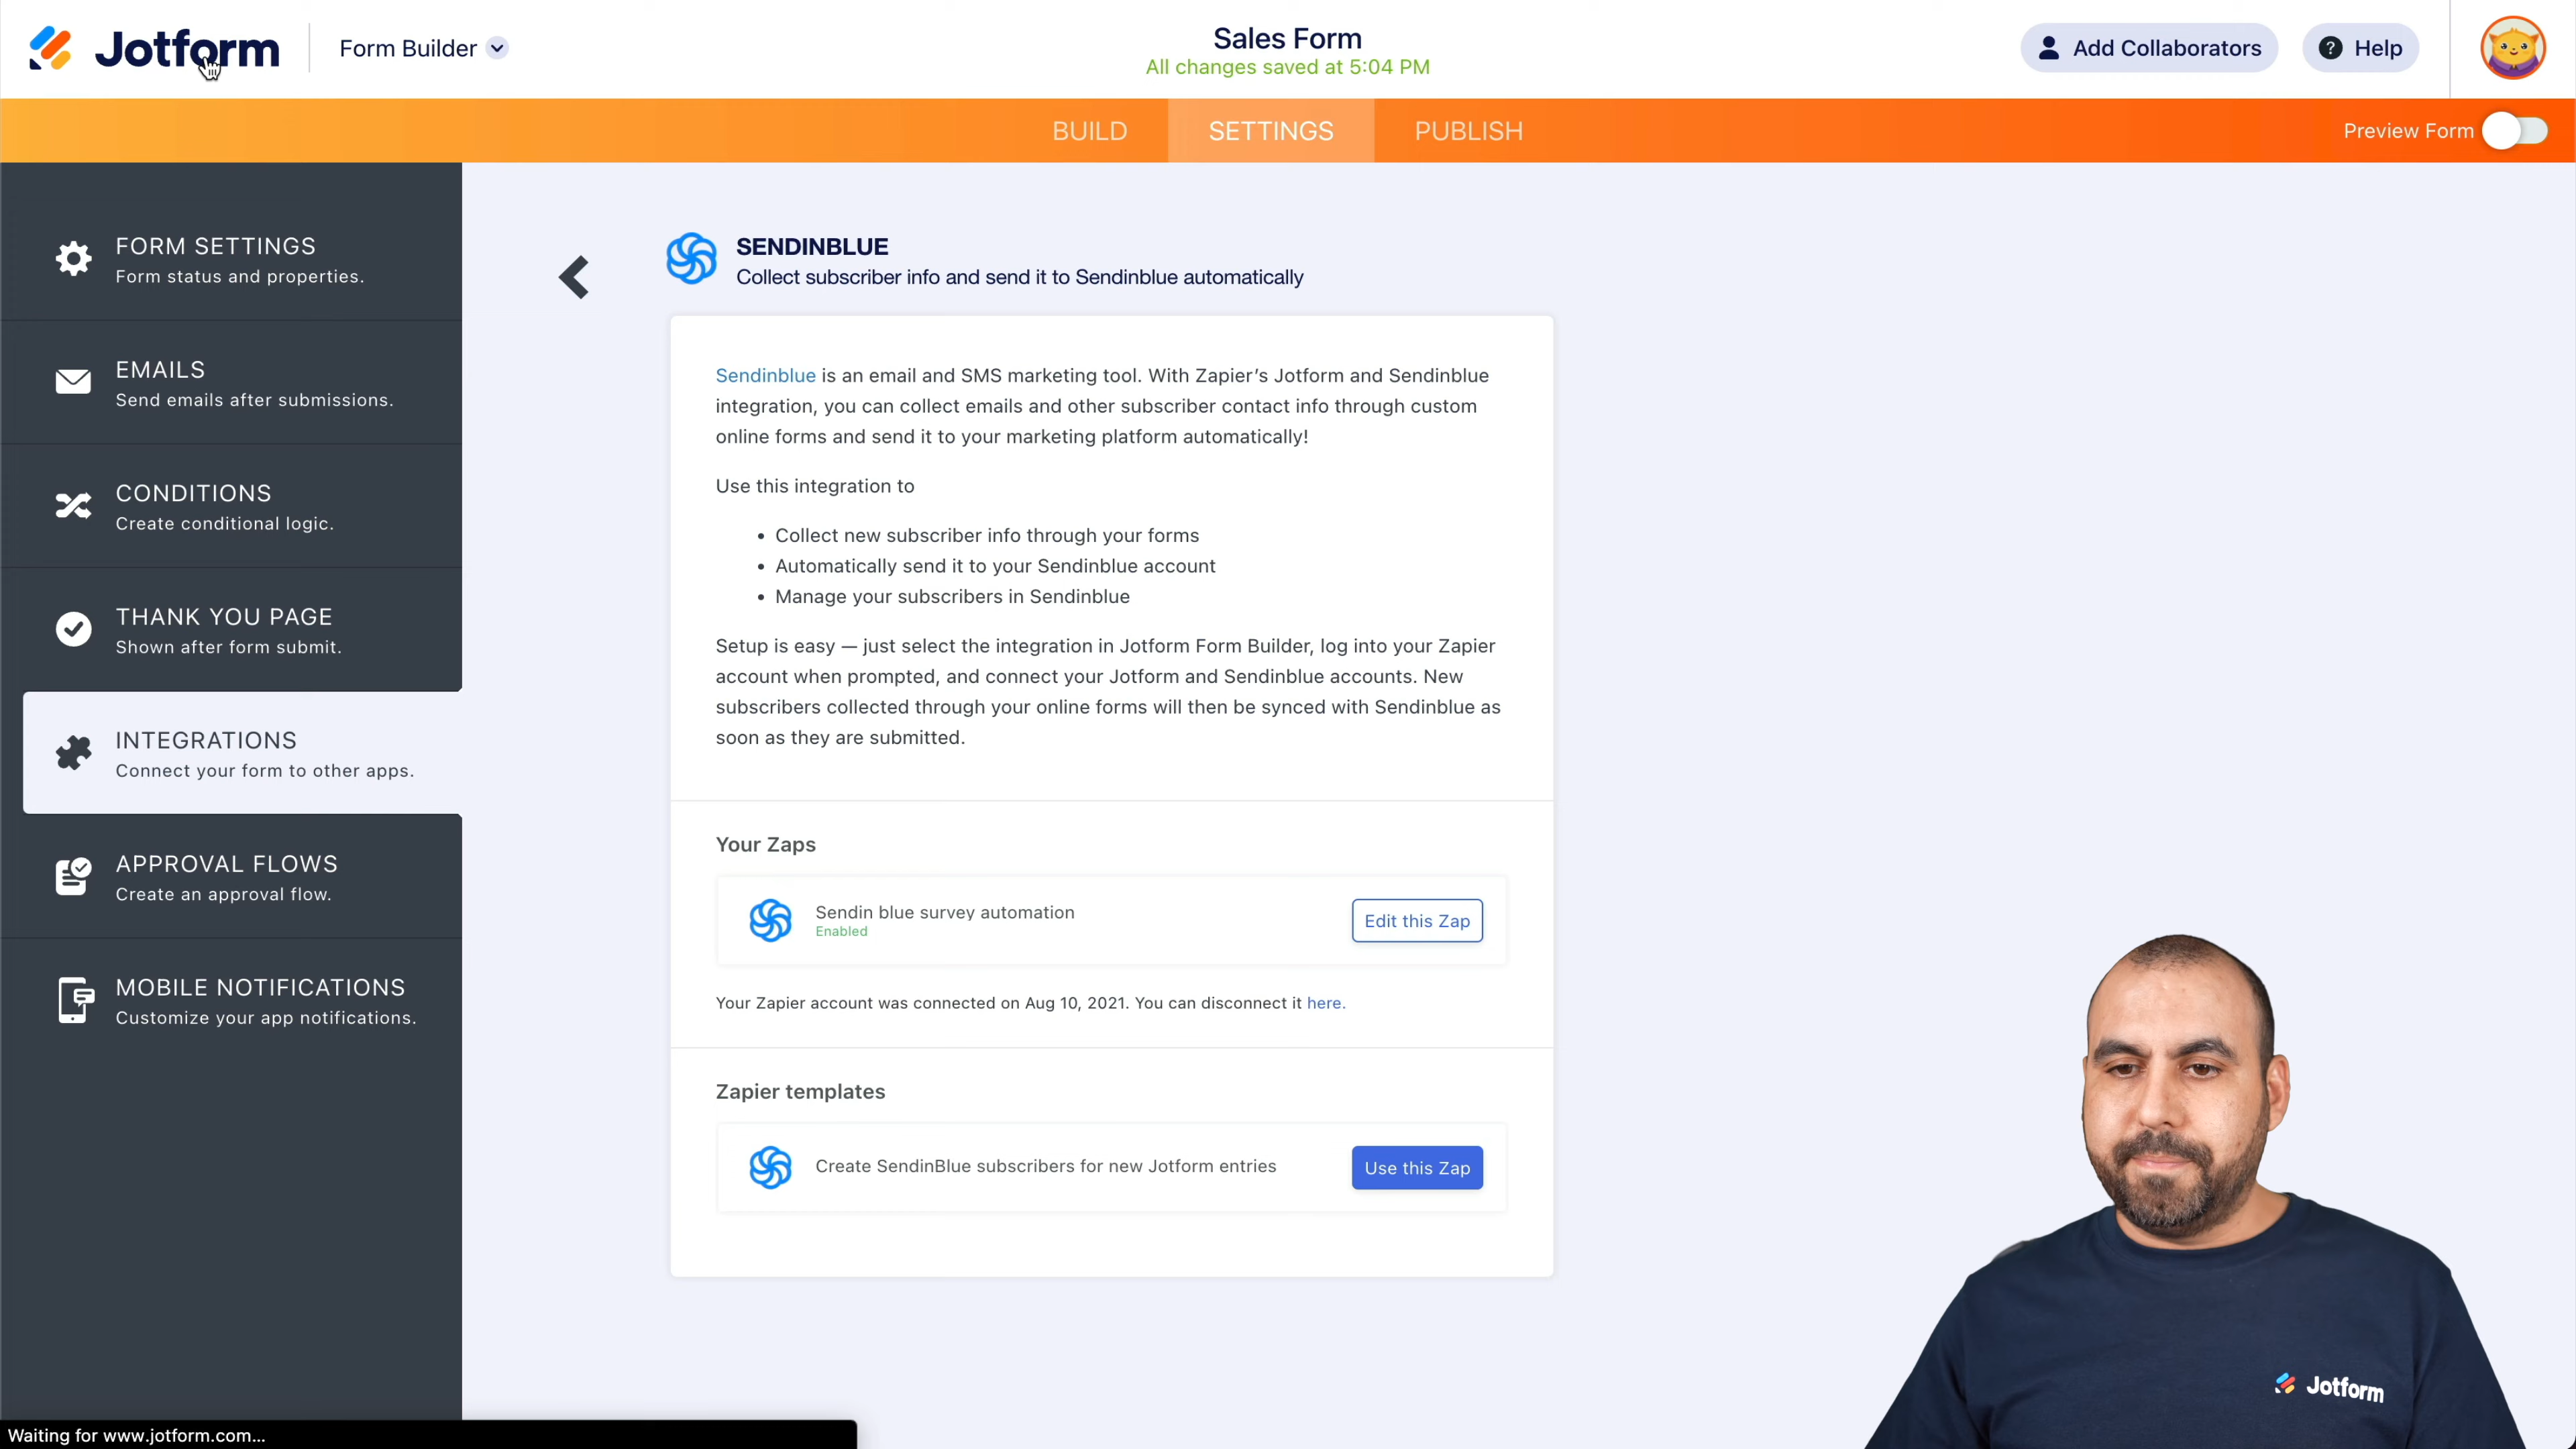 Jotform
Form Builder
Sales Form
All changes saved at 5:04 PM
Add Collaborators
Help
BUILD
SETTINGS
PUBLISH
Preview Form
FORM SETTINGS
Form status and properties.
EMAILS
Send emails after submissions.
CONDITIONS
Create conditional logic.
THANK YOU PAGE
Shown after form submit.
INTEGRATIONS
Connect your form to other apps.
APPROVAL FLOWS
Create an approval flow.
MOBILE NOTIFICATIONS
Customize your app notifications.
SENDINBLUE
Collect subscriber info and send it to Sendinblue automatically
Sendinblue is an email and SMS marketing tool. With Zapier’s Jotform and Sendinblue
integration, you can collect emails and other subscriber contact info through custom
online forms and send it to your marketing platform automatically!
Use this integration to
• Collect new subscriber info through your forms
• Automatically send it to your Sendinblue account
• Manage your subscribers in Sendinblue
Setup is easy — just select the integration in Jotform Form Builder, log into your Zapier
account when prompted, and connect your Jotform and Sendinblue accounts. New
subscribers collected through your online forms will then be synced with Sendinblue as
soon as they are submitted.
Your Zaps
Sendin blue survey automation
Enabled
Edit this Zap
Your Zapier account was connected on Aug 10, 2021. You can disconnect it here.
Zapier templates
Create SendinBlue subscribers for new Jotform entries
Use this Zap
Jotform
Waiting for www.jotform.com...